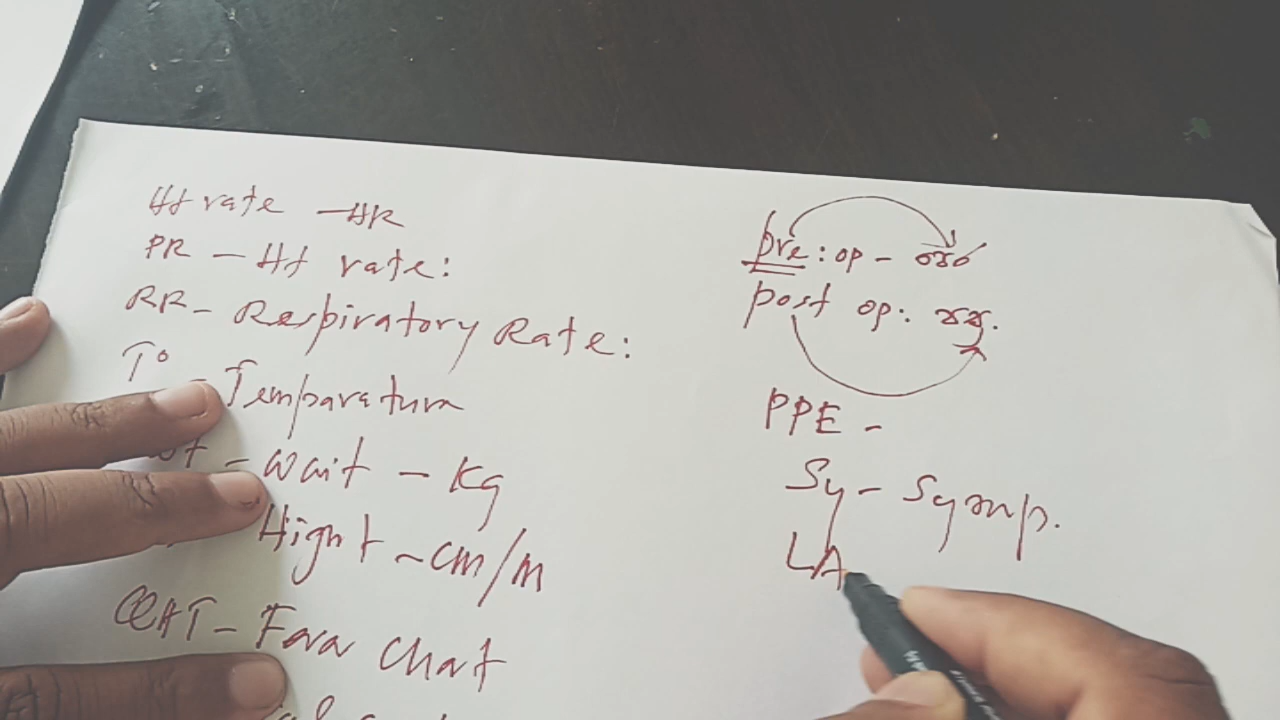 Ht rate - HR
PR - Ht rate:
RR - Respiratory Rate:
T° - Temparatura
- wait - Kg
Hight - cm/m
- Fava Chat
pre: op -
post op:
PPE -
Sy - Symp.
LA